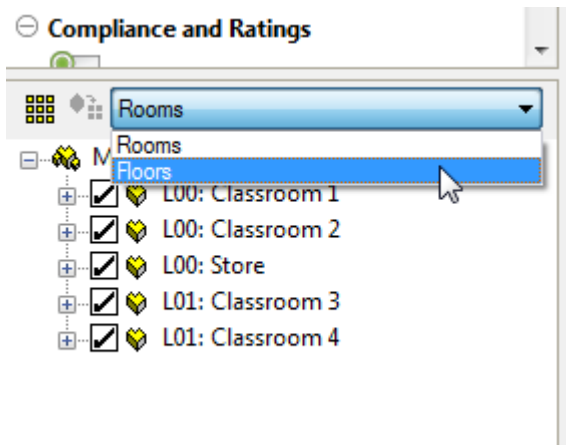 Compliance and Ratings
Rooms
Rooms
M
Floors
L00: Classroom 1
L00: Classroom 2
L00: Store
L01: Classroom 3
L01: Classroom 4